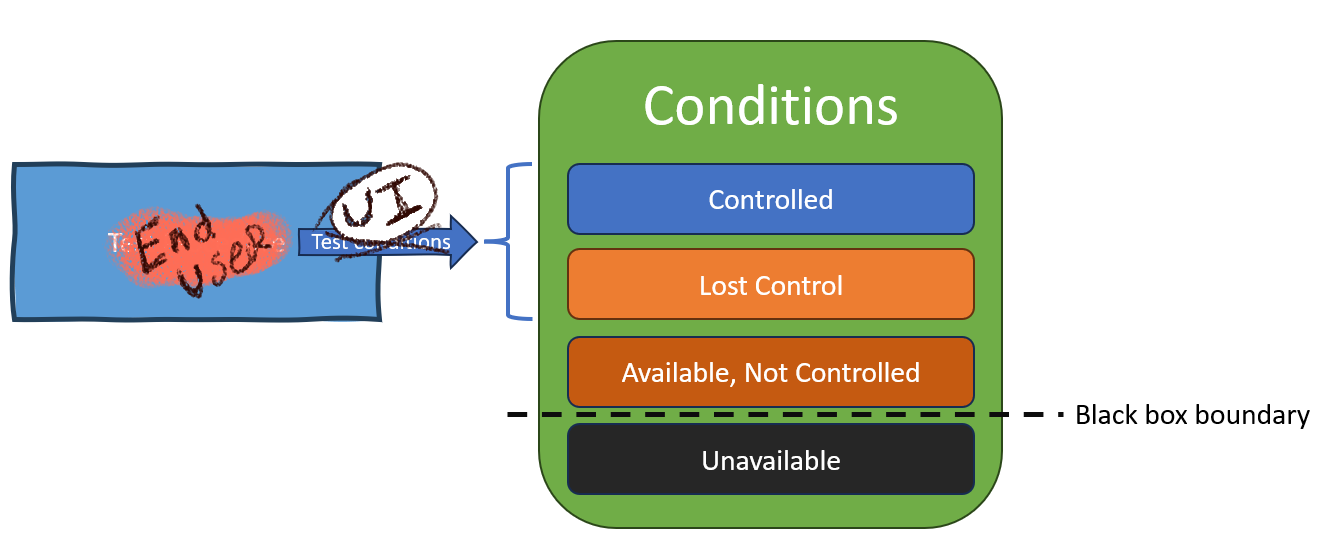 Conditions
End
User
UI
Test conditions
Controlled
Lost Control
Available, Not Controlled
Unavailable
Black box boundary